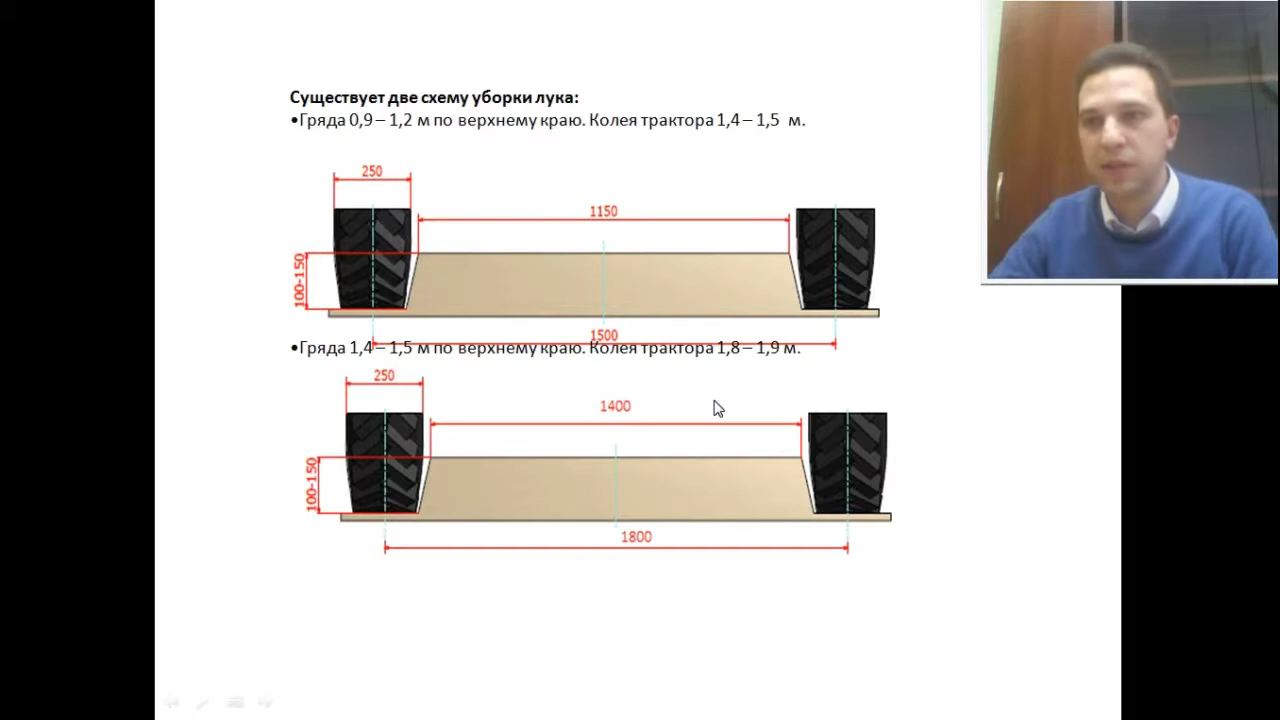 Существует две схему уборки лука:
•Гряда 0,9 – 1,2 м по верхнему краю. Колея трактора 1,4 – 1,5 м.
250
1150
100-150
1500
•Гряда 1,4 – 1,5 м по верхнему краю. Колея трактора 1,8 – 1,9 м.
250
1400
100-150
1800